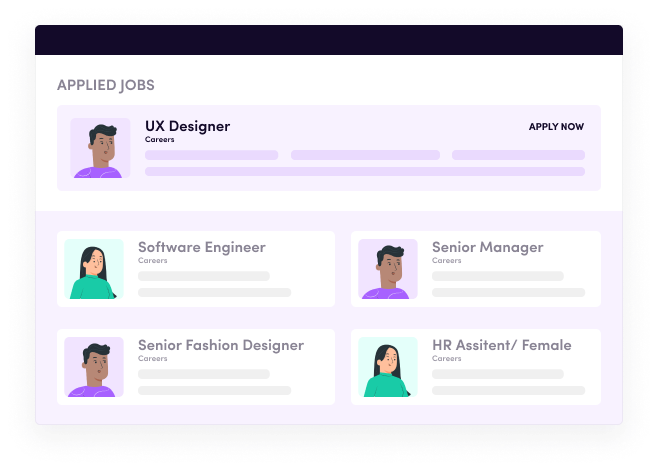 APPLIED JOBS
UX Designer
Careers
APPLY NOW
Software Engineer
Careers
Senior Manager
Careers
Senior Fashion Designer
Careers
HR Assitent/ Female
Careers